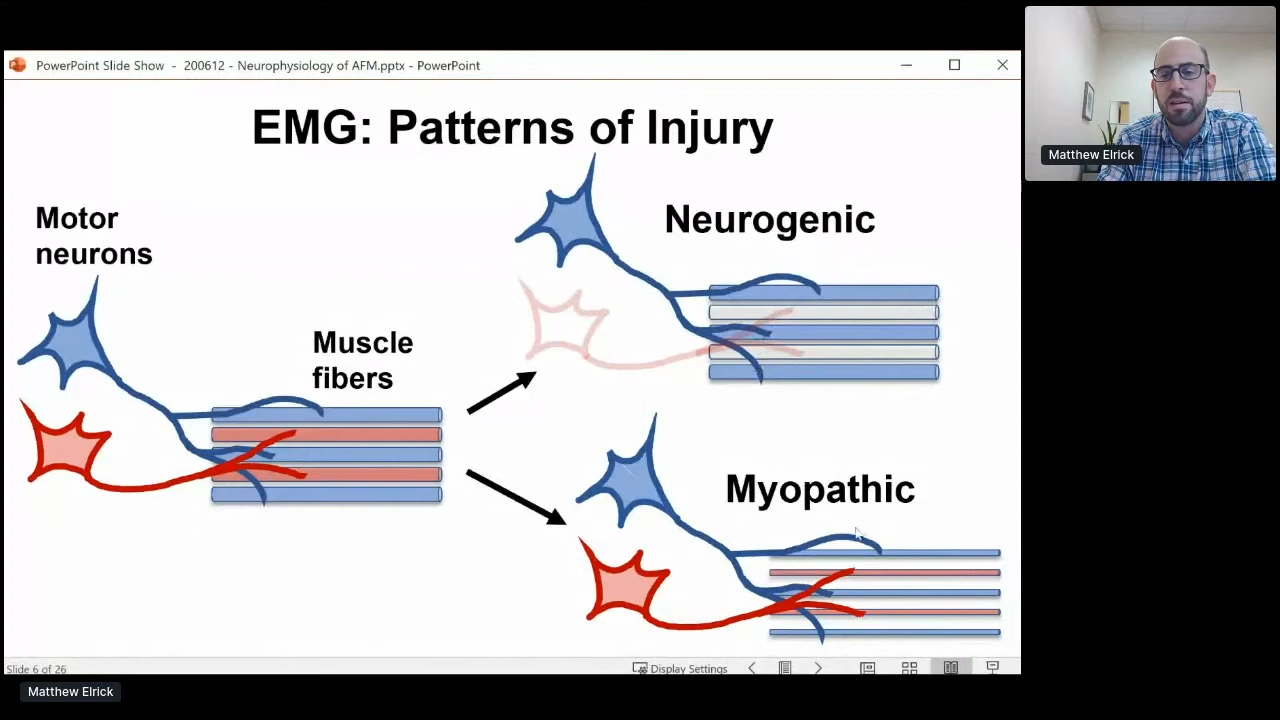 PowerPoint Slide Show - 200612 - Neurophysiology of AFM.pptx - PowerPoint
EMG: Patterns of Injury
Matthew Elrick
Motor
neurons
Neurogenic
Muscle
fibers
Myopathic
Slide 6 of 26
Display Settings
Matthew Elrick